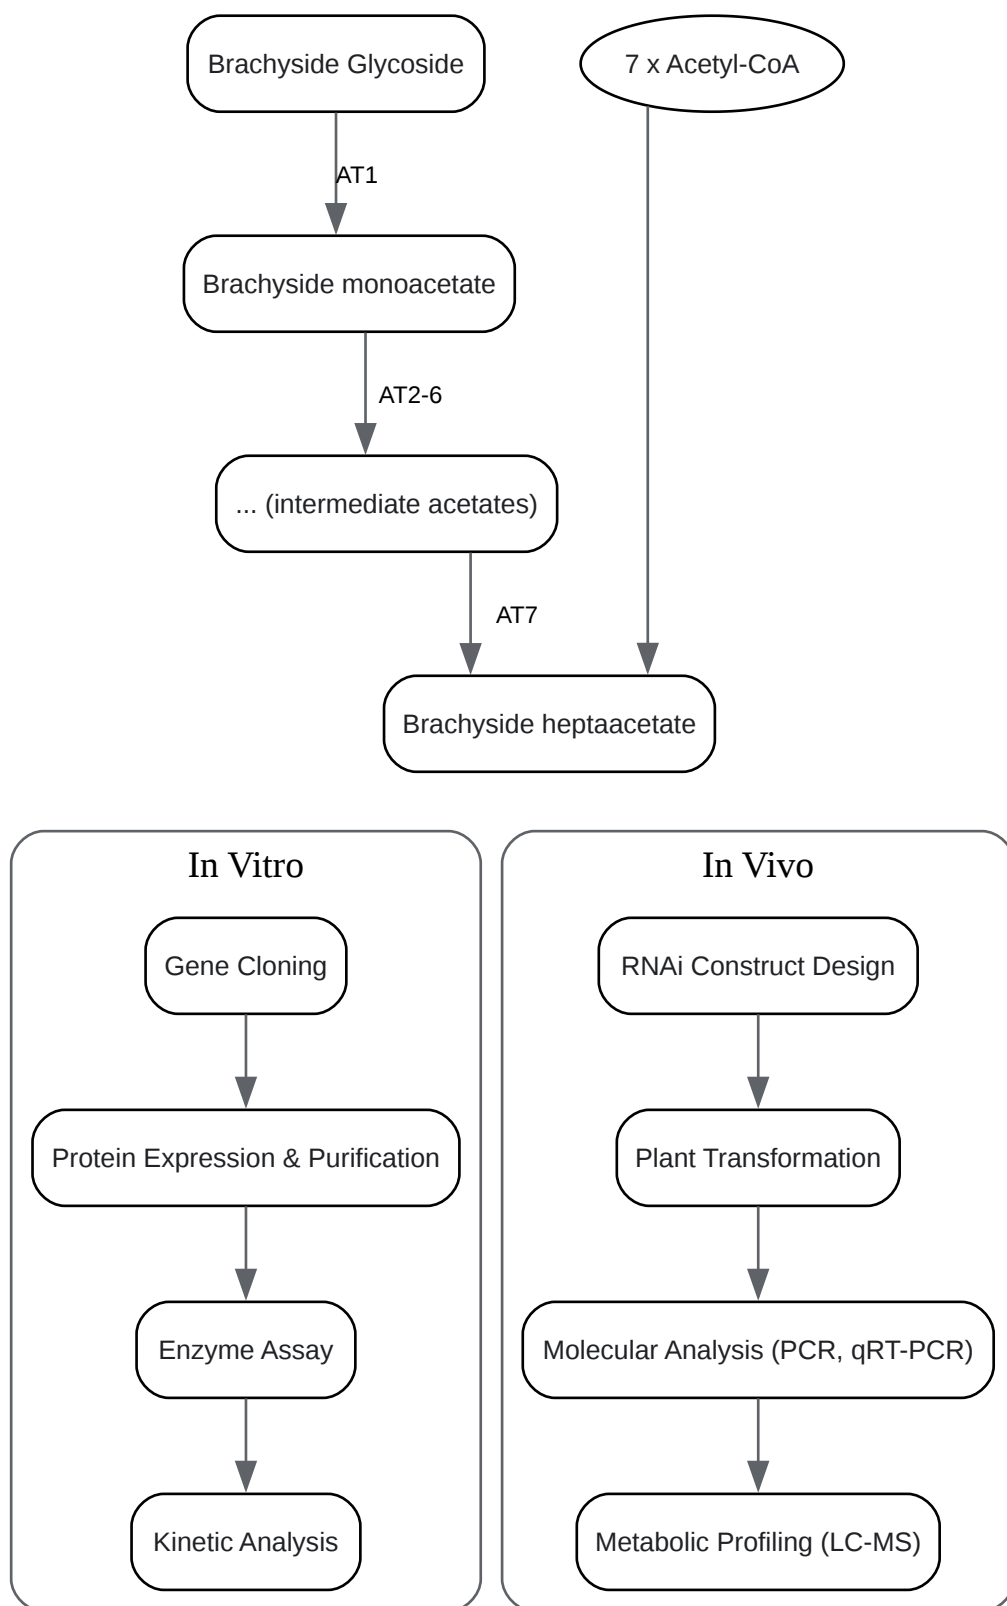 Brachyside Glycoside
7 x Acetyl-CoA
AT1
Brachyside monoacetate
AT2-6
... (intermediate acetates)
AT7
Brachyside heptaacetate
In Vitro
Gene Cloning
Protein Expression & Purification
Enzyme Assay
Kinetic Analysis
In Vivo
RNAi Construct Design
Plant Transformation
Molecular Analysis (PCR, qRT-PCR)
Metabolic Profiling (LC-MS)